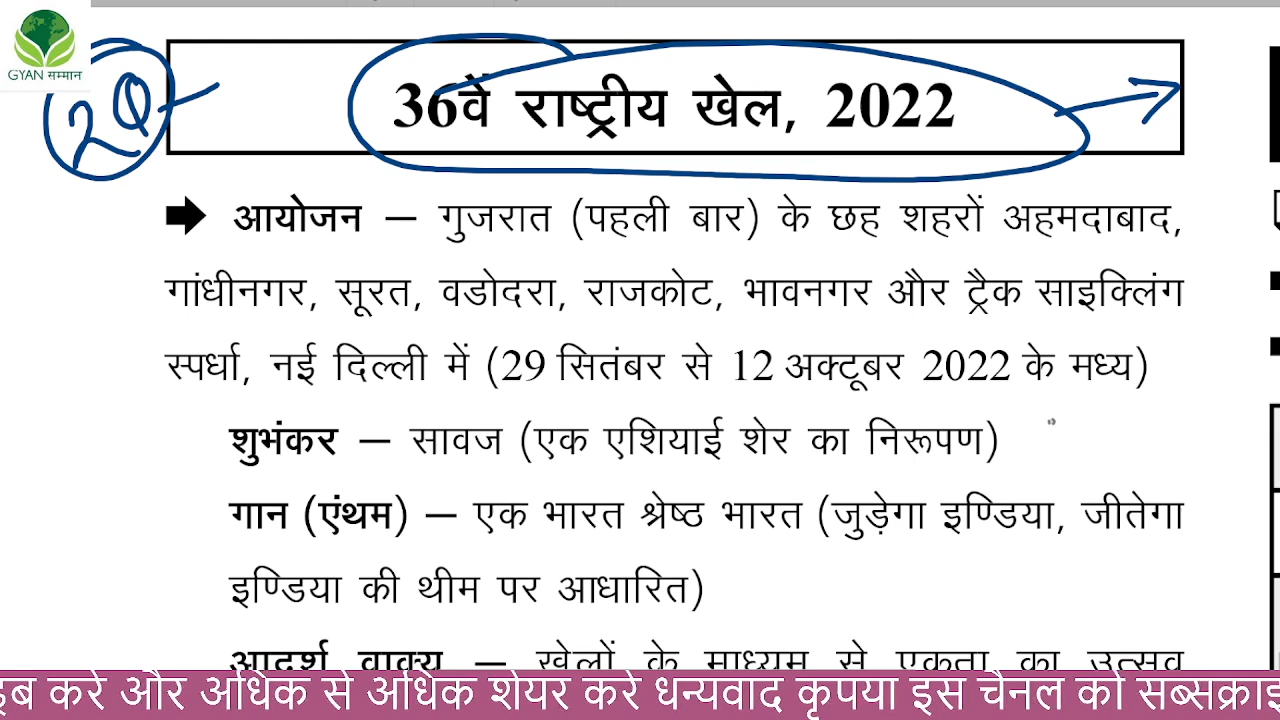 GYAN सम्मान
2Q
36वें राष्ट्रीय खेल, 2022
आयोजन – गुजरात (पहली बार) के छह शहरों अहमदाबाद,
गांधीनगर, सूरत, वडोदरा, राजकोट, भावनगर और ट्रैक साइक्लिंग
स्पर्धा, नई दिल्ली में (29 सितंबर से 12 अक्टूबर 2022 के मध्य)
शुभंकर – सावज (एक एशियाई शेर का निरूपण)
गान (एंथम) – एक भारत श्रेष्ठ भारत (जुड़ेगा इण्डिया, जीतेगा
इण्डिया की थीम पर आधारित)
आदर्श वाक्य – खेलों के माध्यम से एकता का उत्सव
इब करे और अधिक से अधिक शेयर करे धन्यवाद कृपया इस चैनल को सब्सक्राइ